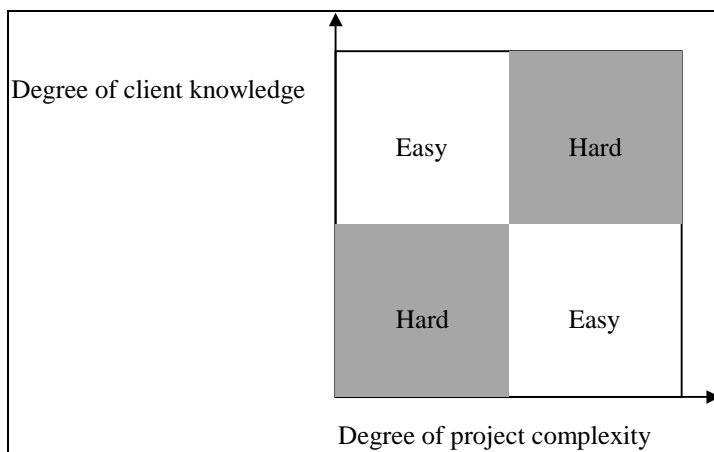 Degree of client knowledge
Easy
Hard
Hard
Easy
Degree of project complexity